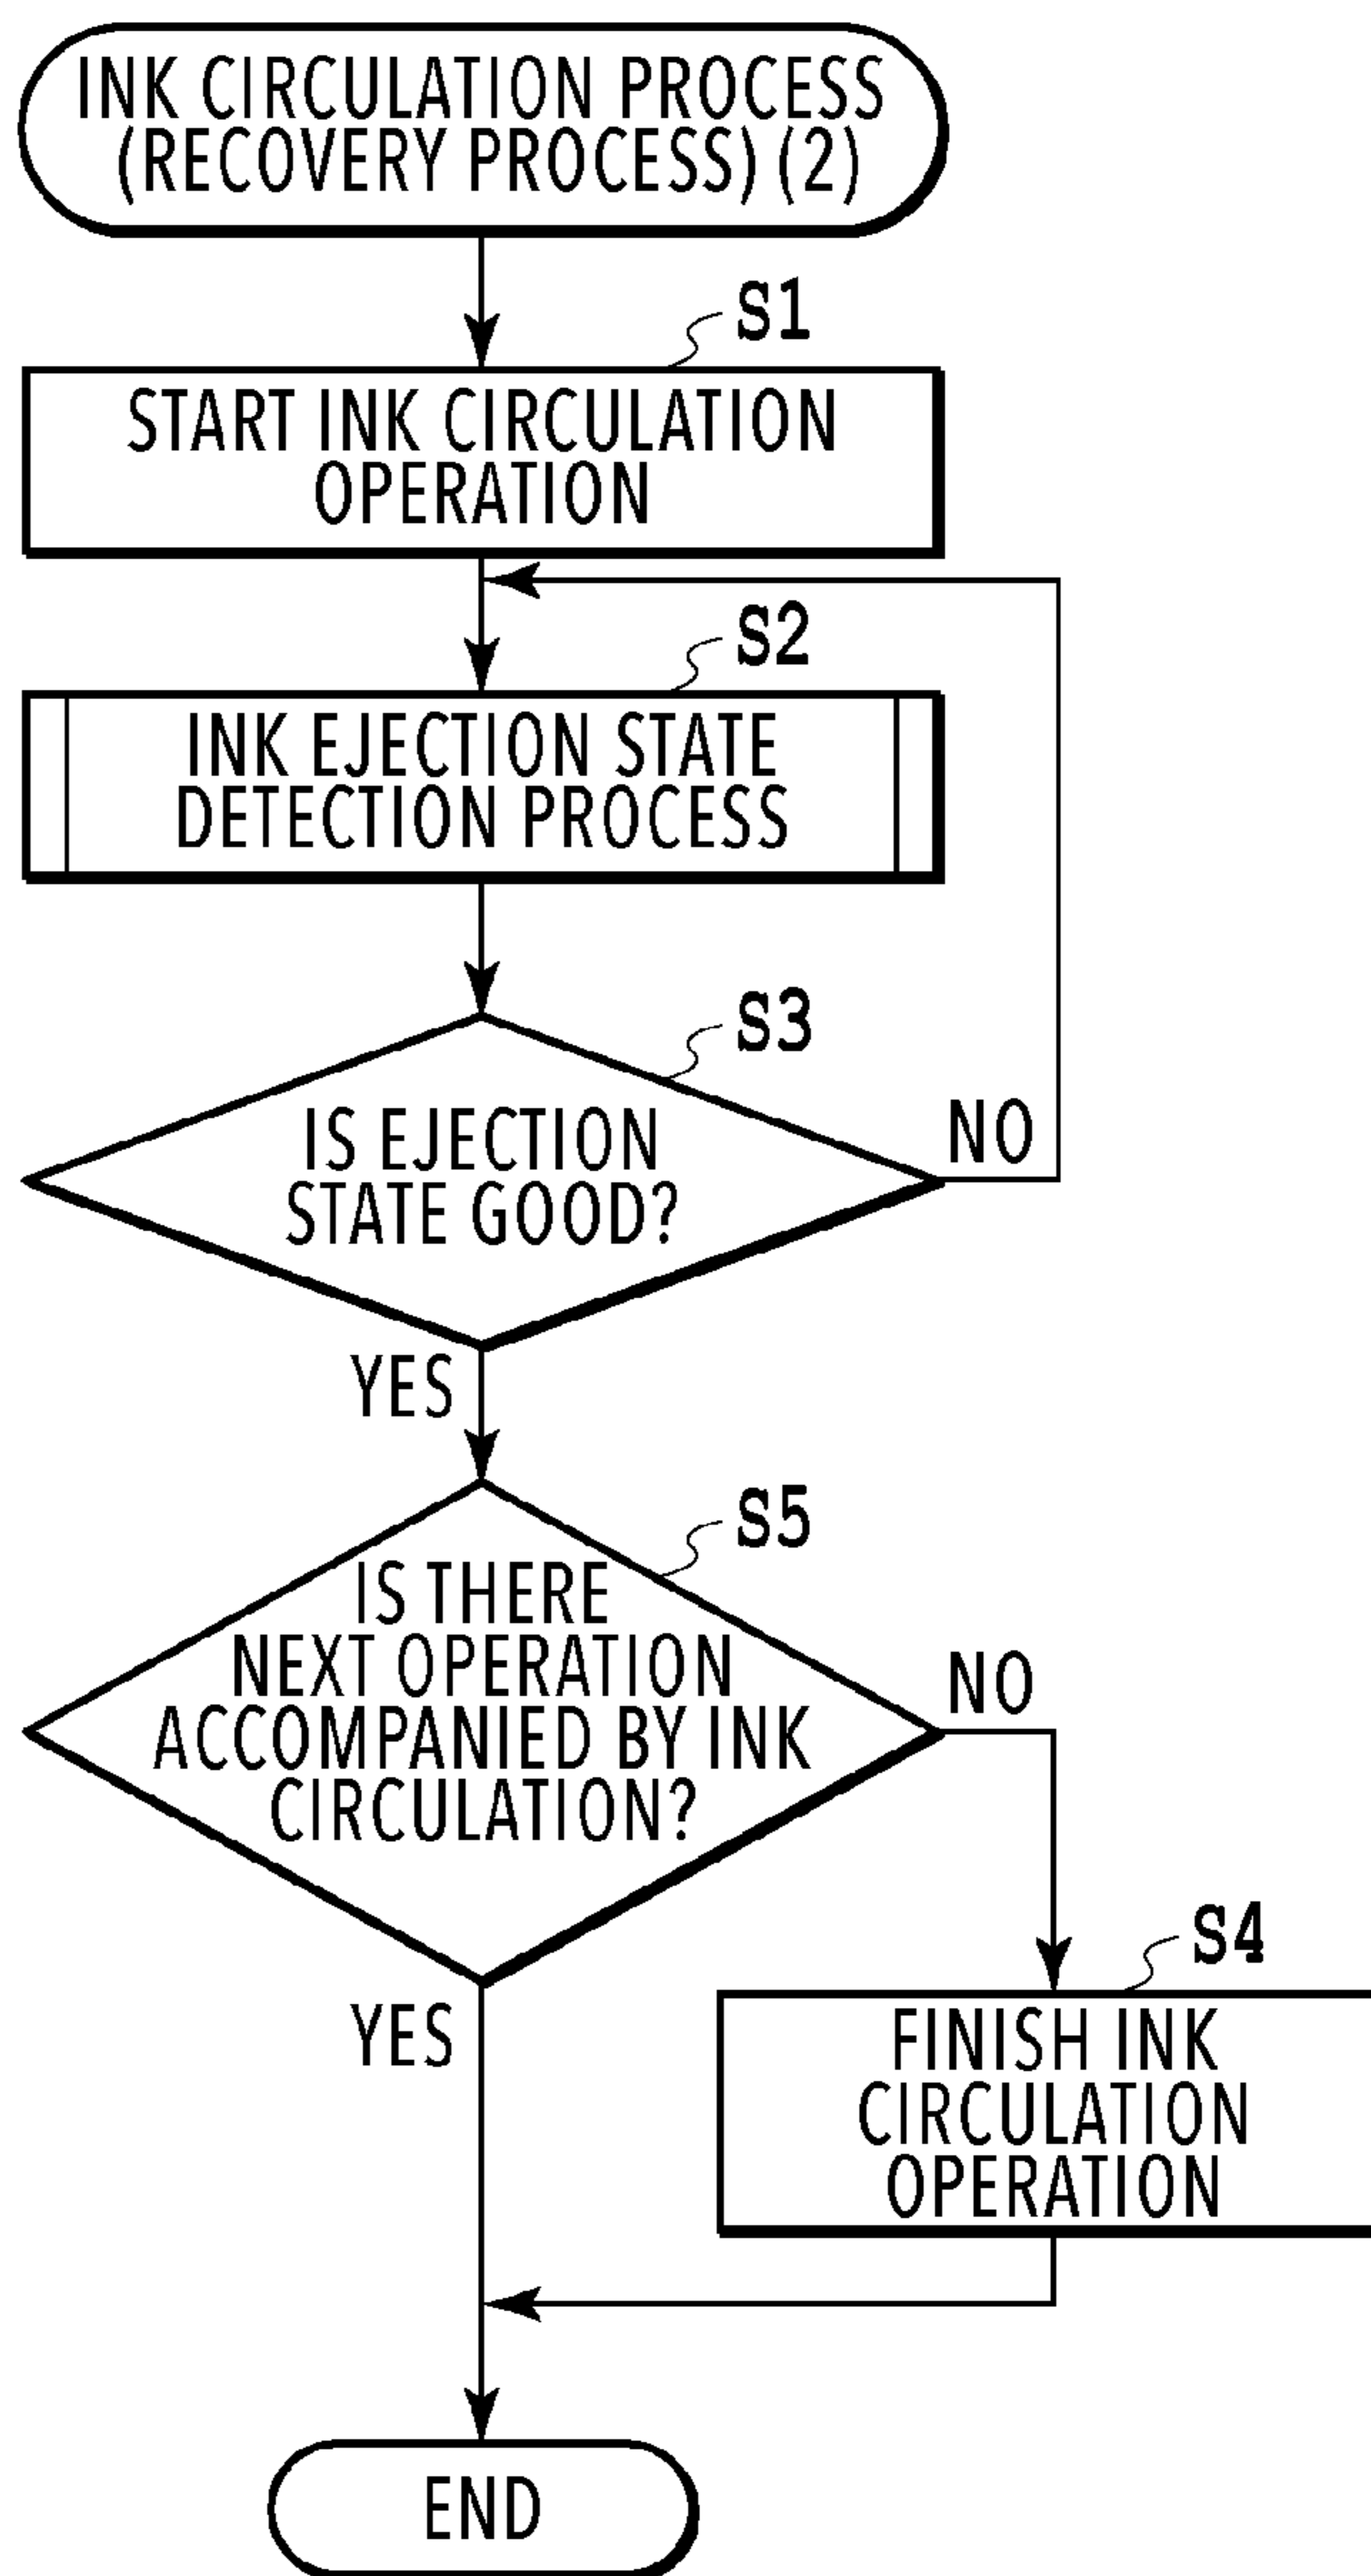 INK CIRCULATION PROCESS
(RECOVERY PROCESS) (2)
S1
START INK CIRCULATION
OPERATION
S2
INK EJECTION STATE
DETECTION PROCESS
S3
IS EJECTION
STATE GOOD?
NO
YES
S5
IS THERE
NEXT OPERATION
ACCOMPANIED BY INK
CIRCULATION?
NO
YES
S4
FINISH INK
CIRCULATION
OPERATION
END